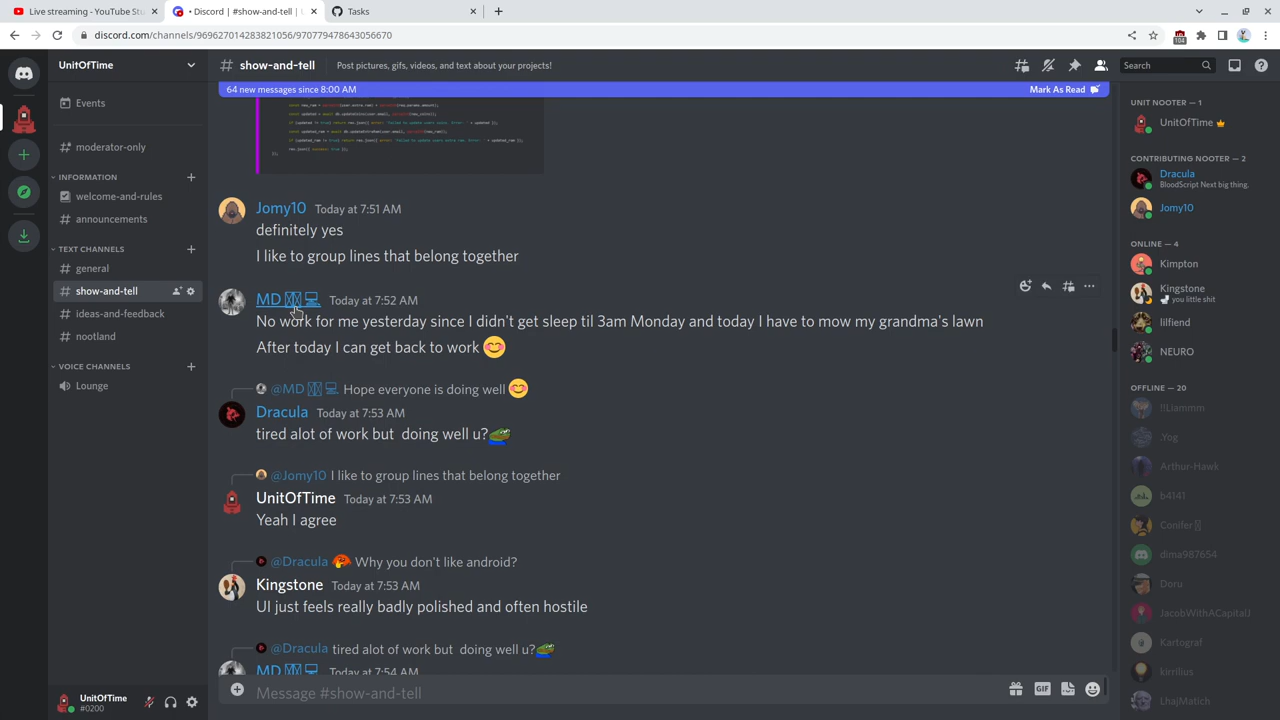 Live streaming - YouTube Stu
• Discord | #show-and-tell |
Tasks
discord.com/channels/969627014283821056/970779478643056670
104
UnitOfTime
# show-and-tell
Post pictures, gifs, videos, and text about your projects!
Search
64 new messages since 8:00 AM
Mark As Read
Events
moderator-only
INFORMATION
welcome-and-rules
announcements
TEXT CHANNELS
general
show-and-tell
ideas-and-feedback
nootland
VOICE CHANNELS
Lounge
UnitOfTime
#0200
Jomy10 Today at 7:51 AM
definitely yes
I like to group lines that belong together
MD Today at 7:52 AM
No work for me yesterday since I didn't get sleep til 3am Monday and today I have to mow my grandma's lawn
After today I can get back to work 😊
@MD Hope everyone is doing well 😊
Dracula Today at 7:53 AM
tired alot of work but doing well u?
@Jomy10 I like to group lines that belong together
UnitOfTime Today at 7:53 AM
Yeah I agree
@Dracula Why you don't like android?
Kingstone Today at 7:53 AM
UI just feels really badly polished and often hostile
@Dracula tired alot of work but doing well u?
MD Today at 7:54 AM
Message #show-and-tell
GIF
UNIT NOOTER — 1
UnitOfTime
CONTRIBUTING NOOTER — 2
Dracula
BloodScript Next big thing.
Jomy10
ONLINE — 4
Kimpton
Kingstone
you little shit
lilfiend
NEURO
OFFLINE — 20
!!Liammm
.Yog
Arthur-Hawk
b4141
Conifer
dima987654
Doru
JacobWithACapitalJ
Kartograf
kirrilius
LhajMatich